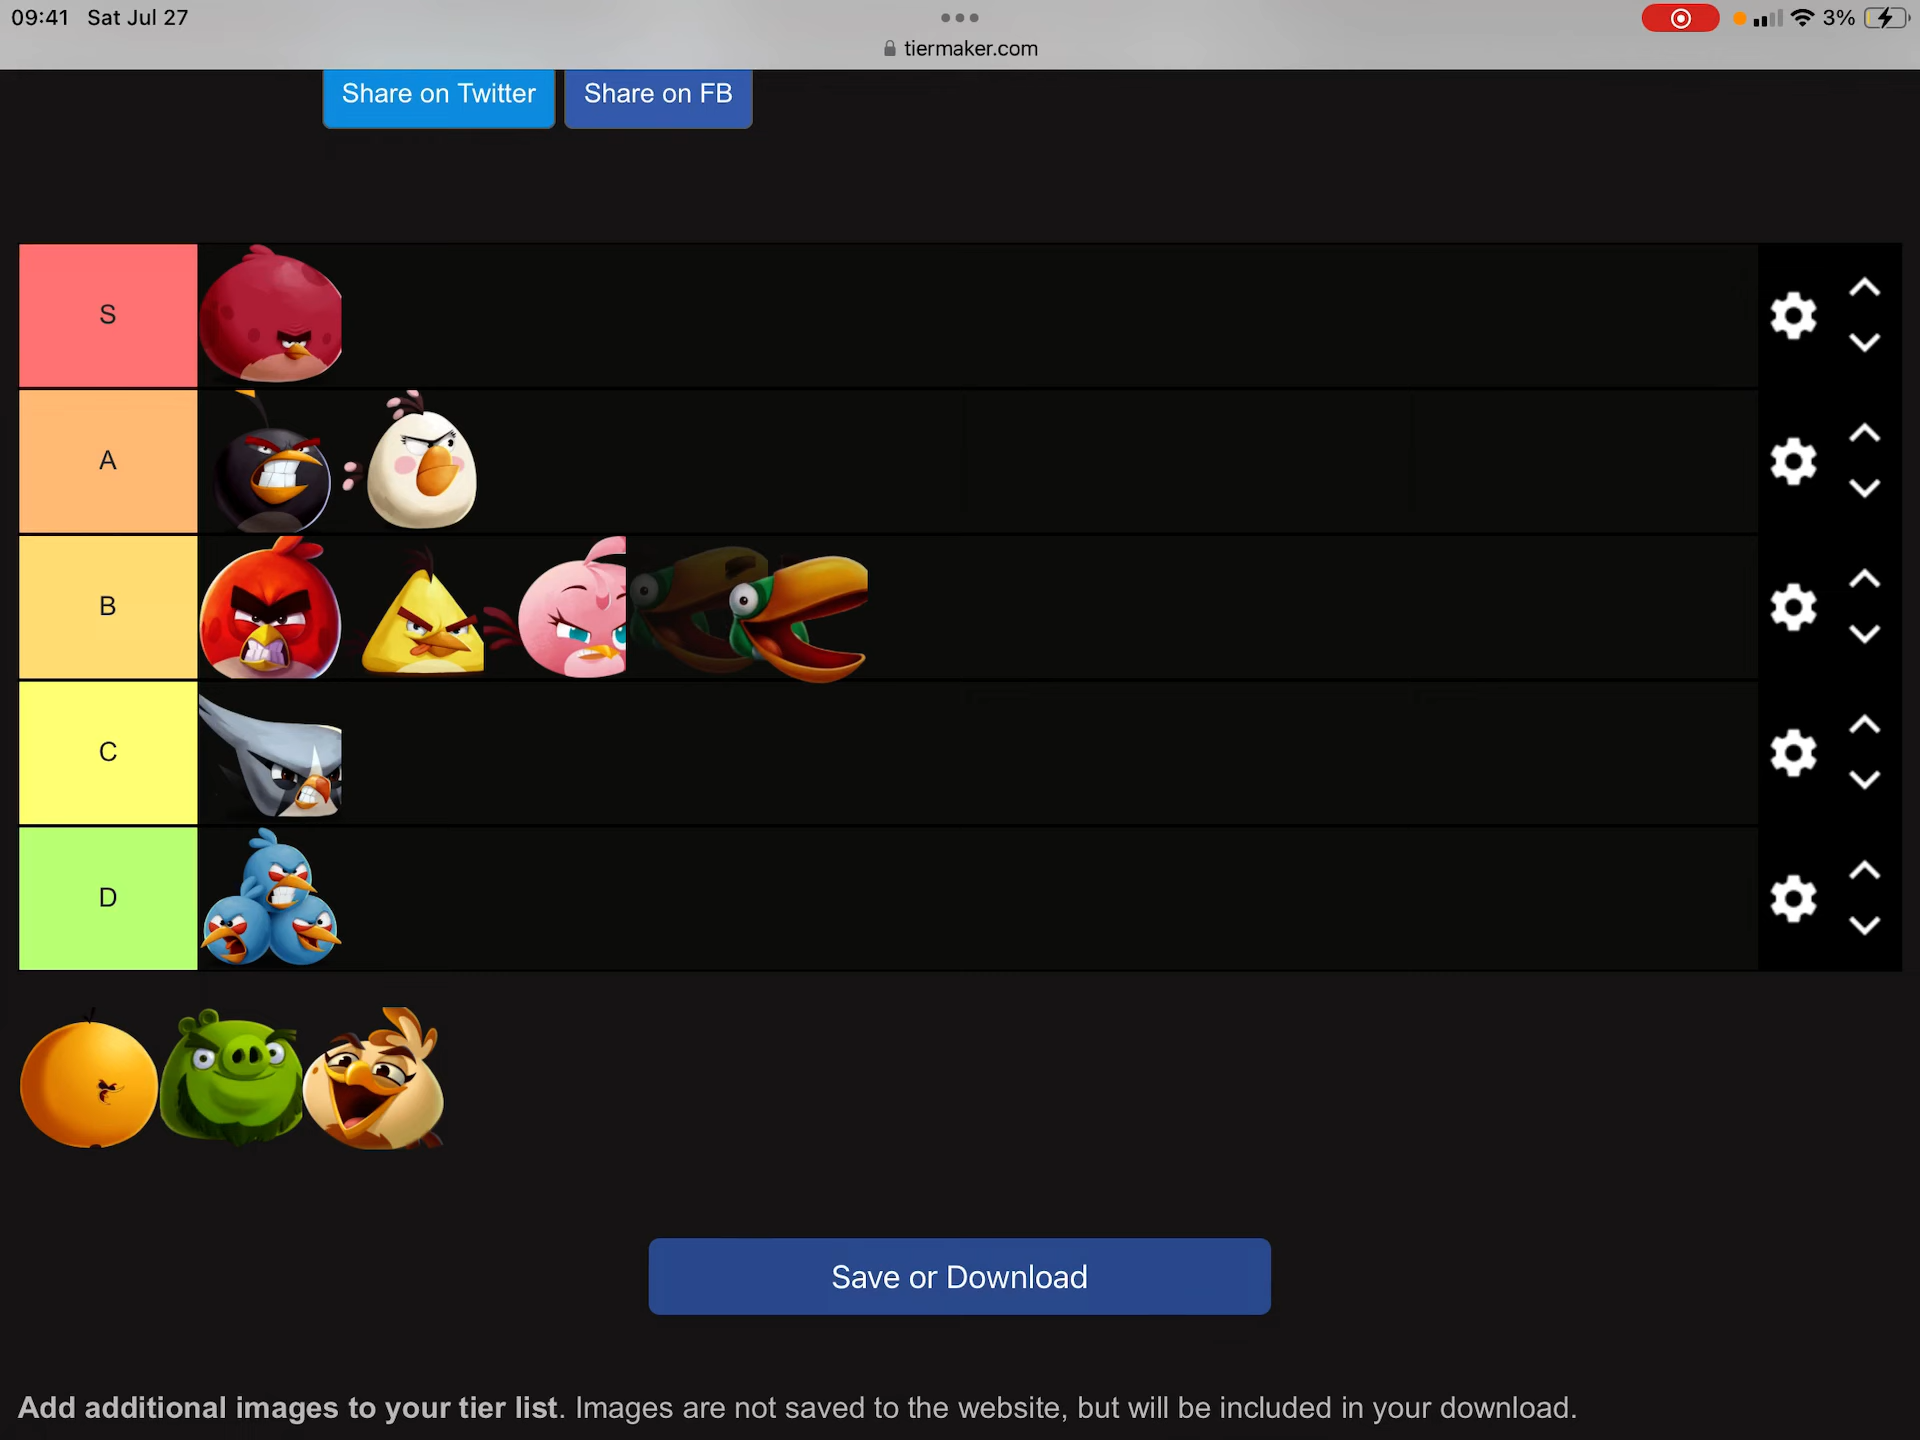 09:41 Sat Jul 27
3%
tiermaker.com
Share on Twitter
Share on FB
S
A
B
C
D
Save or Download
Add additional images to your tier list. Images are not saved to the website, but will be included in your download.